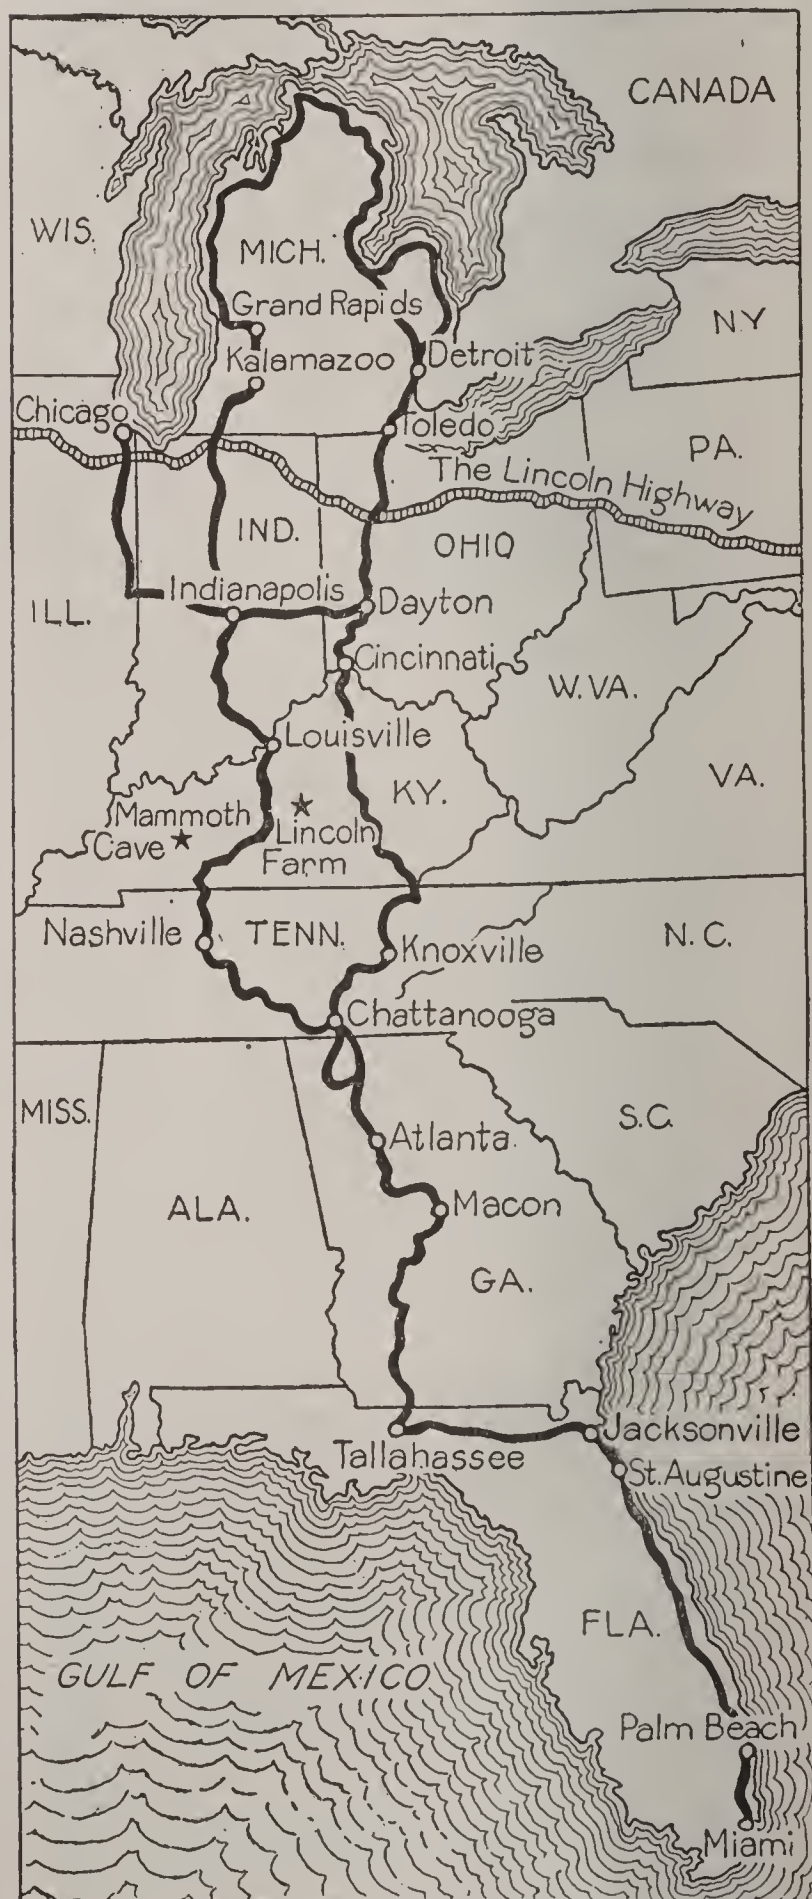 CANADA
WIS.
MICH.
N.Y
Grand Rapids
Kalamazoo
Detroit
Chicago
Toledo
PA.
The Lincoln Highway
IND.
OHIO
ILL.
Indianapolis
Dayton
Cincinnati
W.VA.
Louisville
KY.
VA.
Mammoth
Cave
Lincoln
Farm
Nashville
TENN.
Knoxville
N.C.
Chattanooga
MISS.
Atlanta
S.C.
ALA.
Macon
GA.
Jacksonville
Tallahassee
St. Augustine
FLA.
GULF OF MEXICO
Palm Beach
Miami